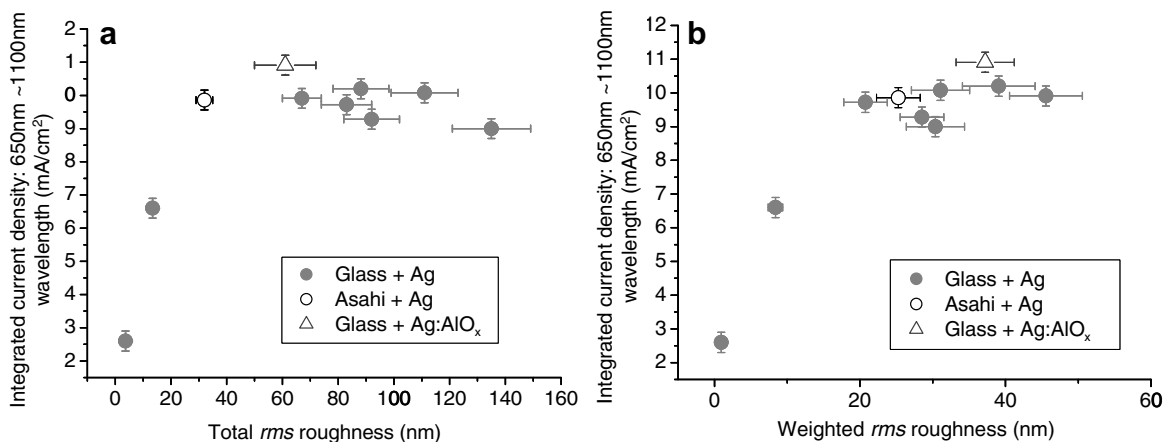 a
Integrated current density: 650nm ~1100nm
wavelength (mA/cm²)
2
1
0
9
8
7
6
5
4
3
2
Glass + Ag
Asahi + Ag
Glass + Ag:AlOₓ
0 20 40 60 80 100 120 140 160
Total rms roughness (nm)
b
Integrated current density: 650nm ~1100nm
wavelength (mA/cm²)
12
11
10
9
8
7
6
5
4
3
2
Glass + Ag
Asahi + Ag
Glass + Ag:AlOₓ
0 20 40 60
Weighted rms roughness (nm)